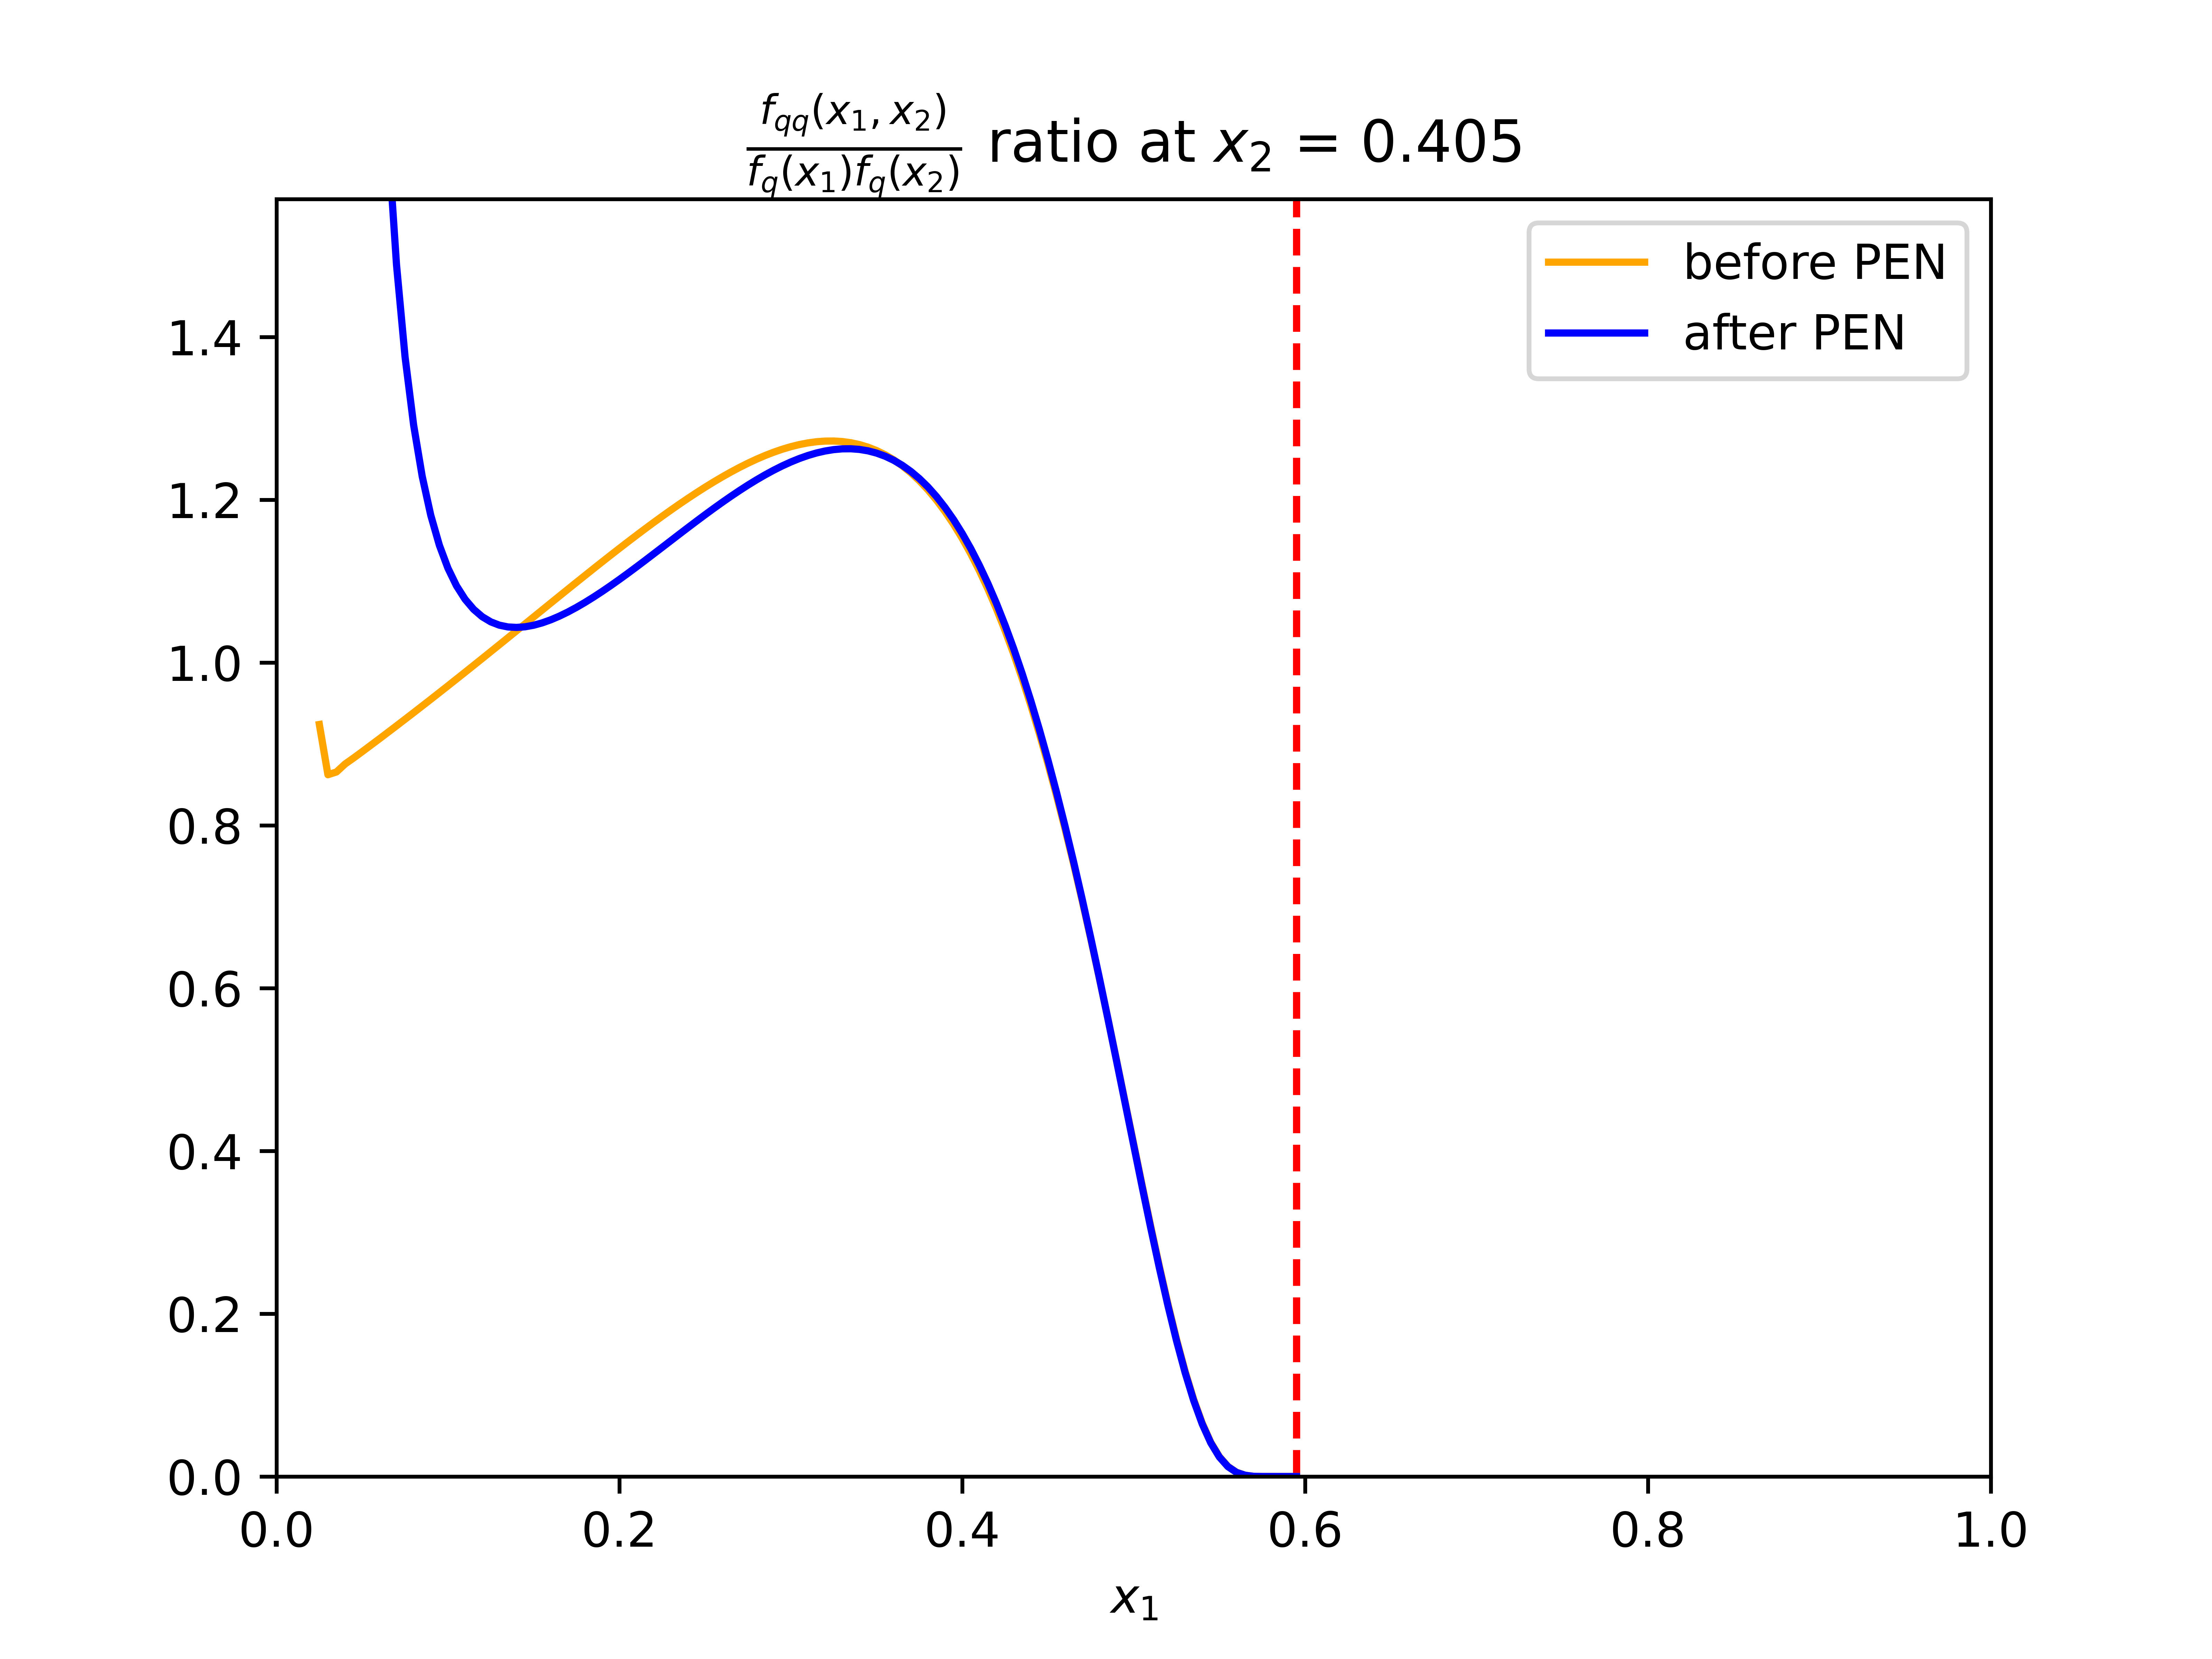 f_qq(x_1, x_2) / f_q(x_1)f_q(x_2) ratio at x_2 = 0.405
before PEN
after PEN
1.4
1.2
1.0
0.8
0.6
0.4
0.2
0.0
0.0 0.2 0.4 0.6 0.8 1.0
x_1